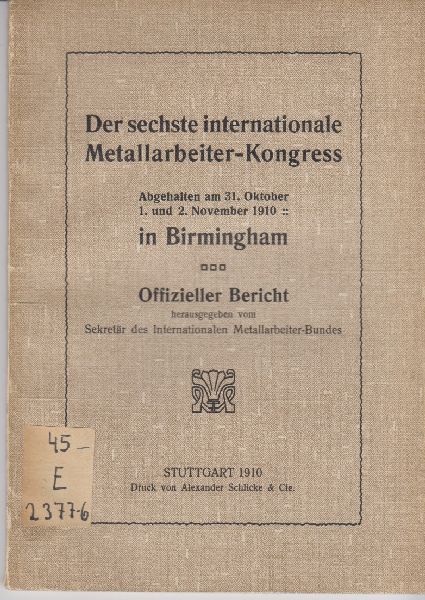 Der sechste internationale
Metallarbeiter-Kongress
Abgehalten am 31. Oktober
1. und 2. November 1910 ::
in Birmingham
Offizieller Bericht
herausgegeben vom
Sekretär des Internationalen Metallarbeiter-Bundes
STUTTGART 1910
Druck von Alexander Schlicke & Cie.
45 -
E
2377-6